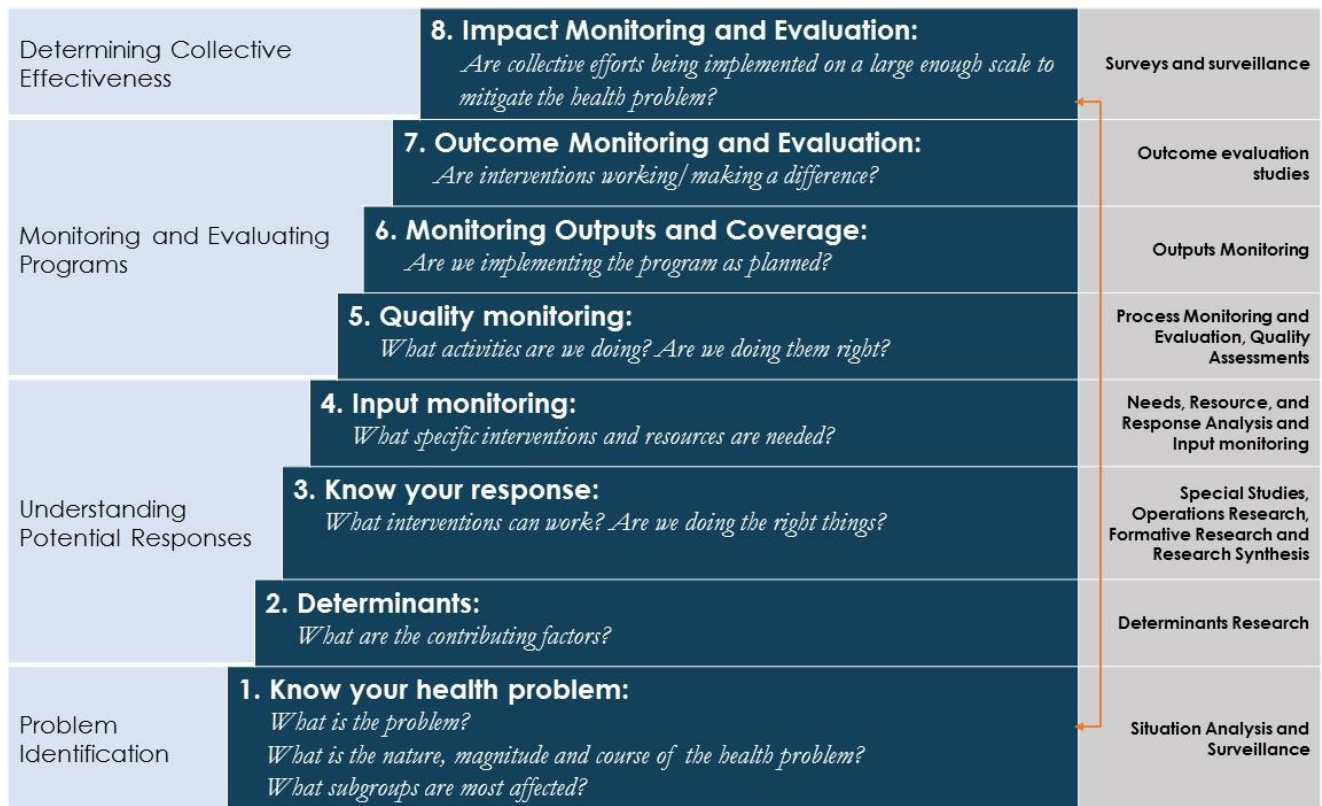 Determining Collective
Effectiveness
8. Impact Monitoring and Evaluation:
Are collective efforts being implemented on a large enough scale to
mitigate the health problem?
Surveys and surveillance
Monitoring and Evaluating
Programs
7. Outcome Monitoring and Evaluation:
Are interventions working/making a difference?
Outcome evaluation
studies
6. Monitoring Outputs and Coverage:
Are we implementing the program as planned?
Outputs Monitoring
5. Quality monitoring:
What activities are we doing? Are we doing them right?
Process Monitoring and
Evaluation, Quality
Assessments
Understanding
Potential Responses
4. Input monitoring:
What specific interventions and resources are needed?
Needs, Resource, and
Response Analysis and
Input monitoring
3. Know your response:
What interventions can work? Are we doing the right things?
Special Studies,
Operations Research,
Formative Research and
Research Synthesis
2. Determinants:
What are the contributing factors?
Determinants Research
Problem
Identification
1. Know your health problem:
What is the problem?
What is the nature, magnitude and course of the health problem?
What subgroups are most affected?
Situation Analysis and
Surveillance